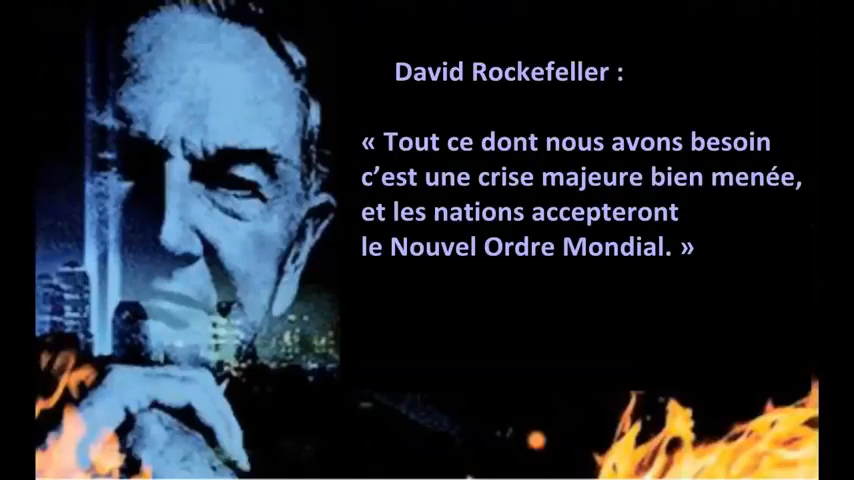 David Rockefeller :
« Tout ce dont nous avons besoin
c’est une crise majeure bien menée,
et les nations accepteront
le Nouvel Ordre Mondial. »